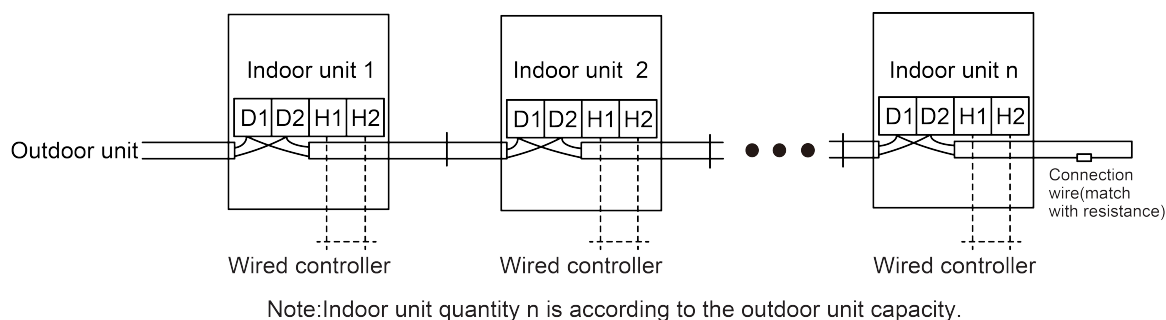 Indoor unit 1
Indoor unit 2
Indoor unit n
D1 D2 H1 H2
D1 D2 H1 H2
D1 D2 H1 H2
Outdoor unit
Connection
wire(match
with resistance)
Wired controller
Wired controller
Wired controller
Note:Indoor unit quantity n is according to the outdoor unit capacity.